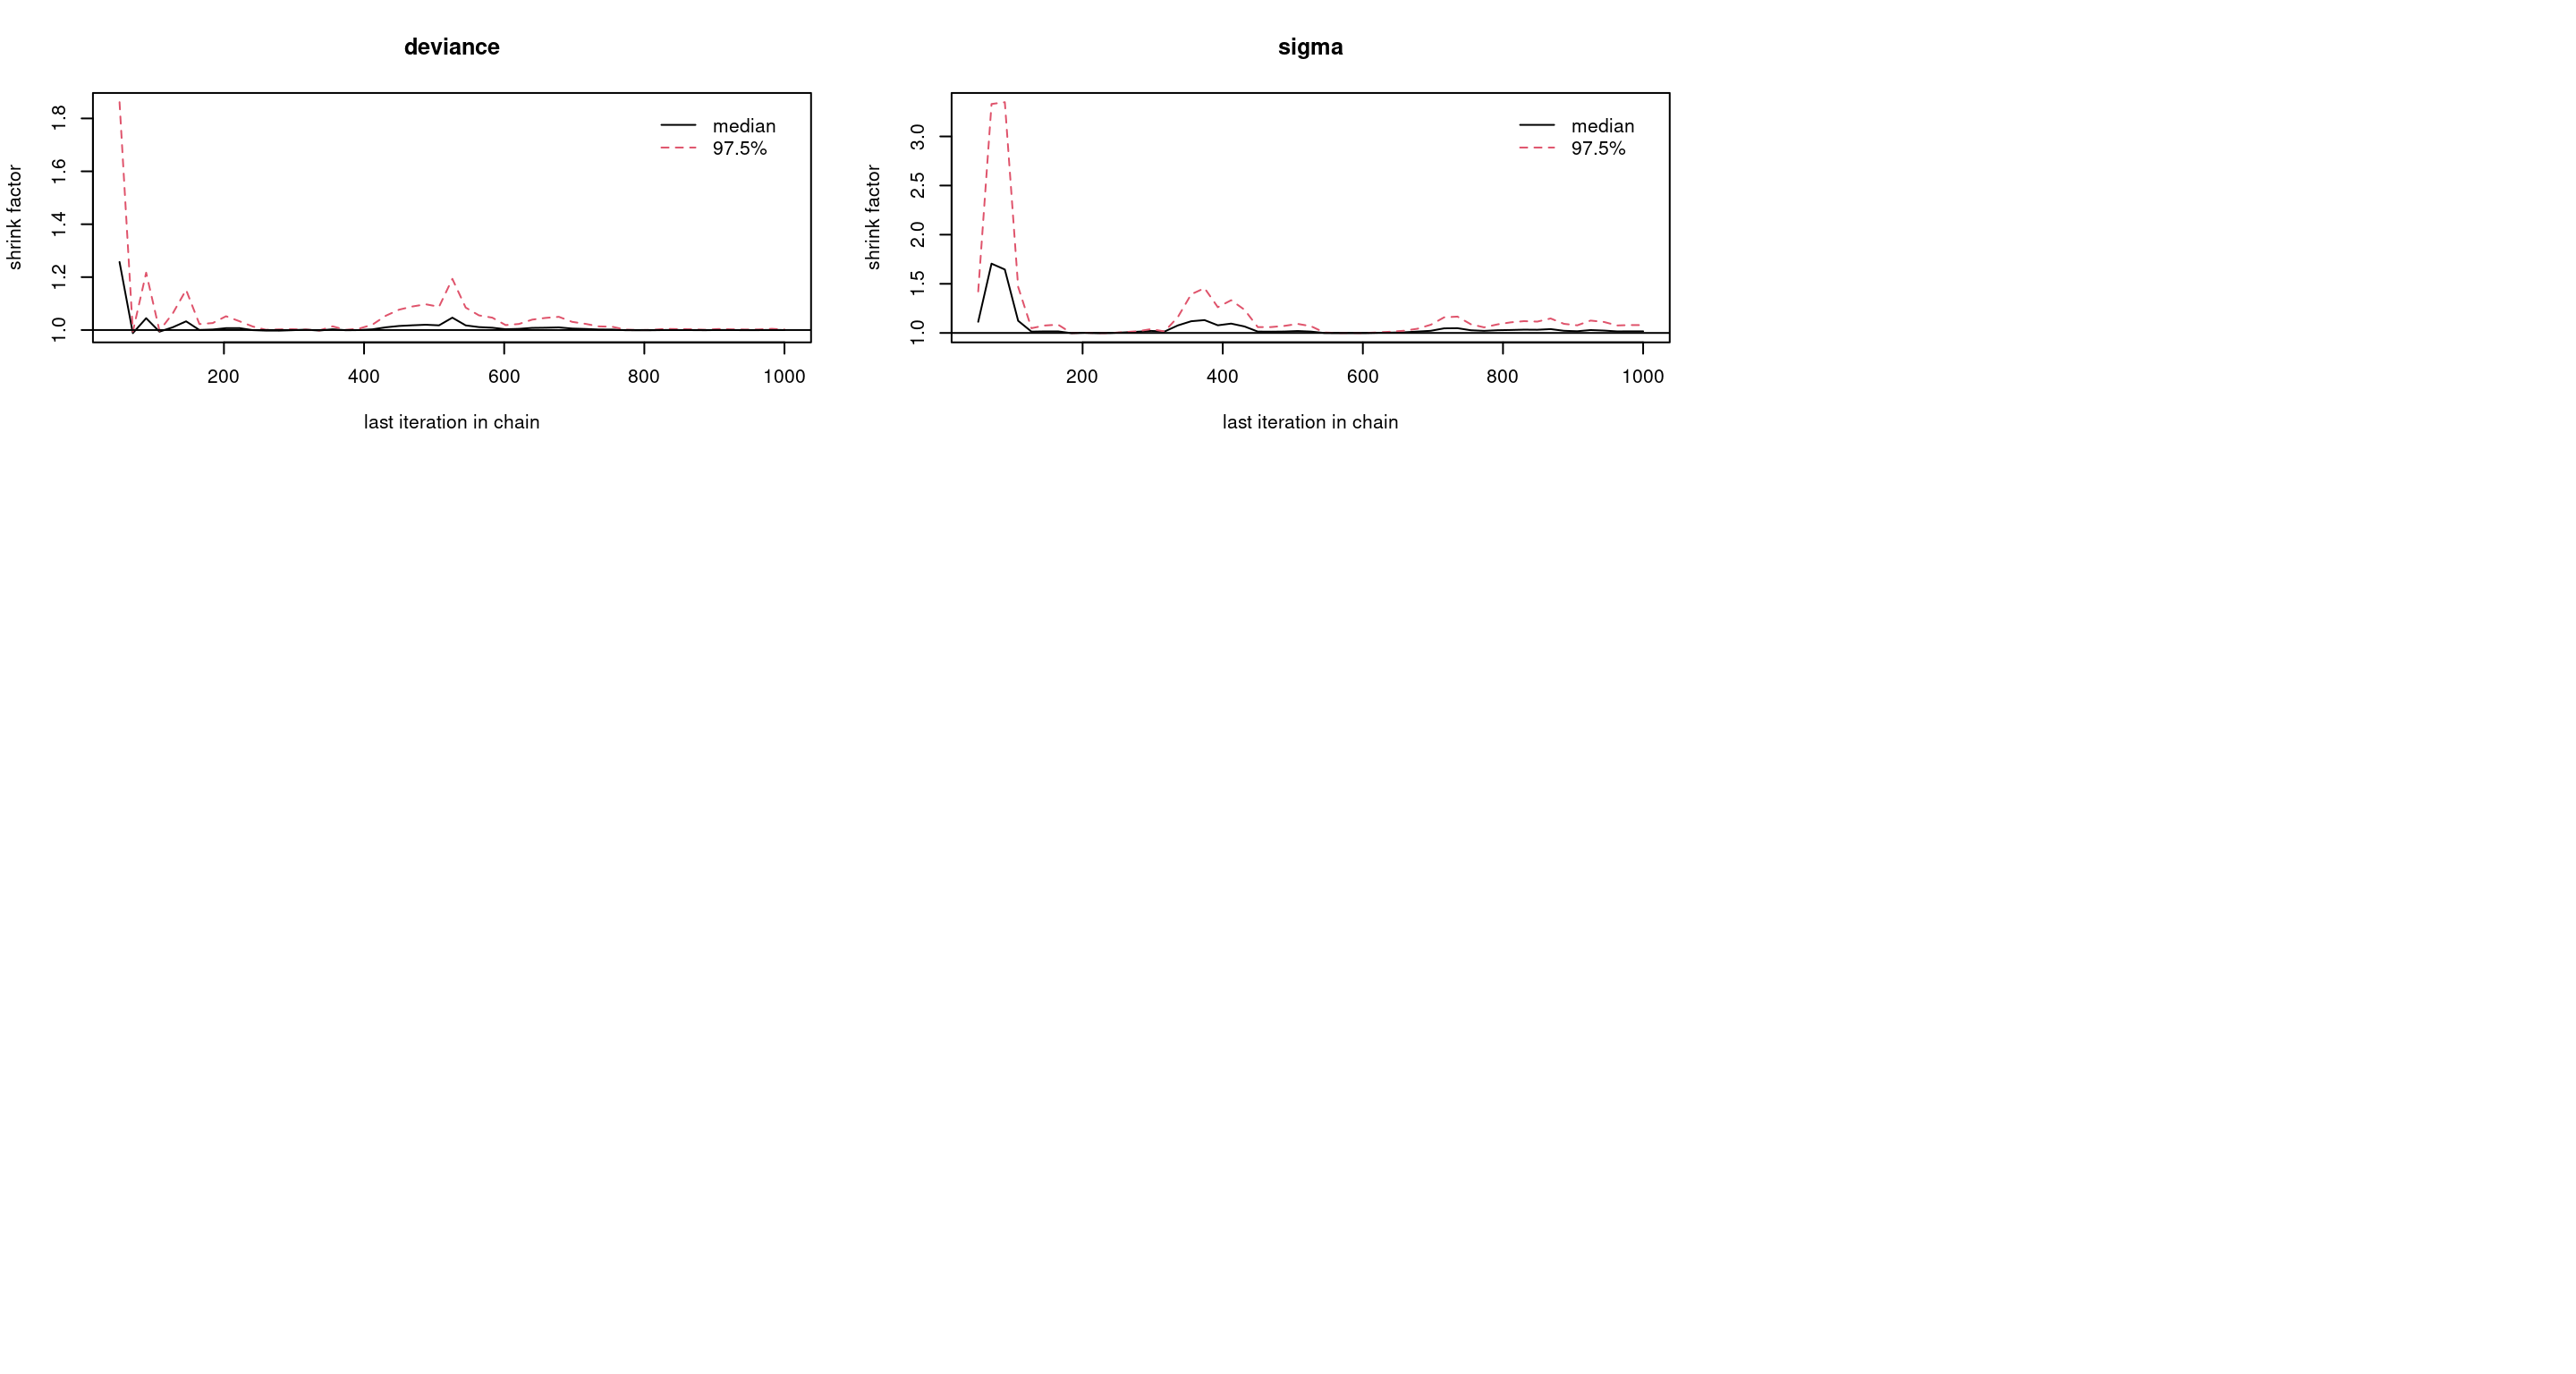 deviance
shrink factor
1.0 1.2 1.4 1.6 1.8
median
97.5%
200 400 600 800 1000
last iteration in chain
sigma
shrink factor
1.0 1.5 2.0 2.5 3.0
median
97.5%
200 400 600 800 1000
last iteration in chain